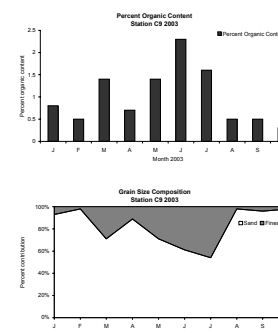 Percent Organic Content
Station C9 2003
Percent Organic Cont
Percent organic content
2.5
2
1.5
1
0.5
0
J F M A M J J A S
Month 2003
Grain Size Composition
Station C9 2003
Sand Fines
Percent contribution
100%
80%
60%
40%
20%
0%
J F M A M J J A S